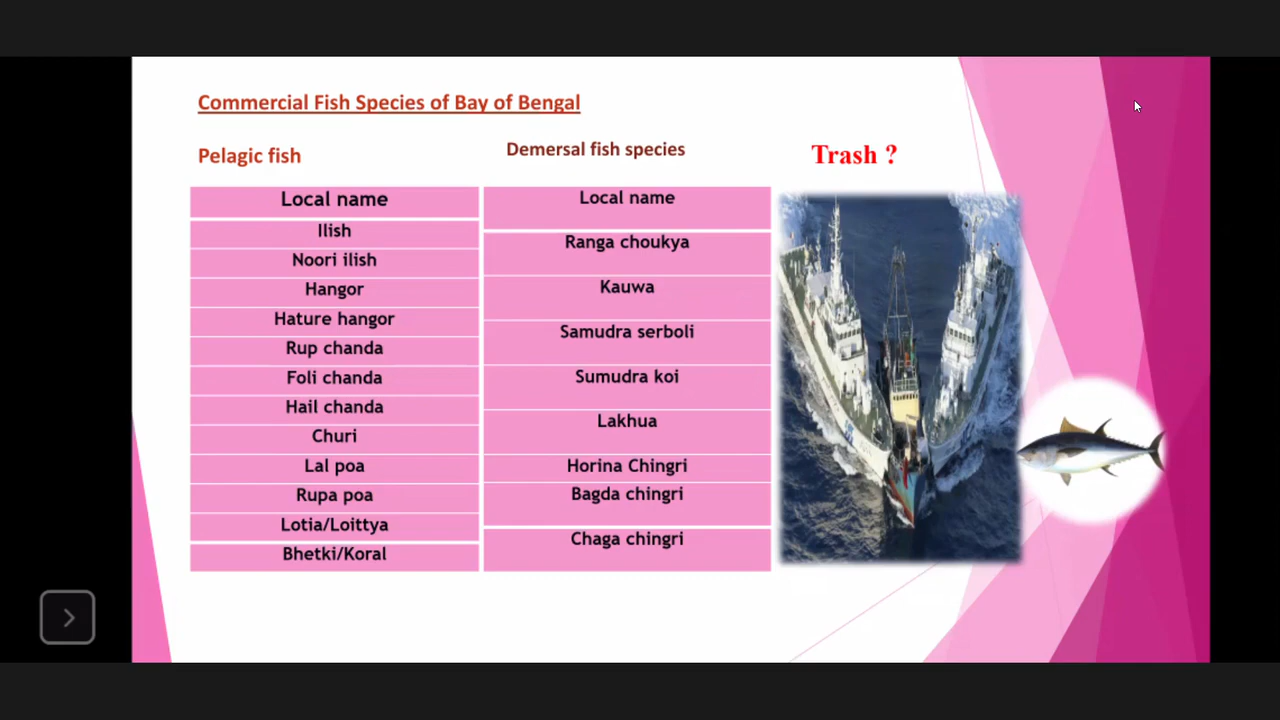 Commercial Fish Species of Bay of Bengal
Pelagic fish
Local name
Ilish
Noori ilish
Hangor
Hature hangor
Rup chanda
Foli chanda
Hail chanda
Churi
Lal poa
Rupa poa
Lotia/Loittya
Bhetki/Koral
Demersal fish species
Local name
Ranga choukya
Kauwa
Samudra serboli
Sumudra koi
Lakhua
Horina Chingri
Bagda chingri
Chaga chingri
Trash ?